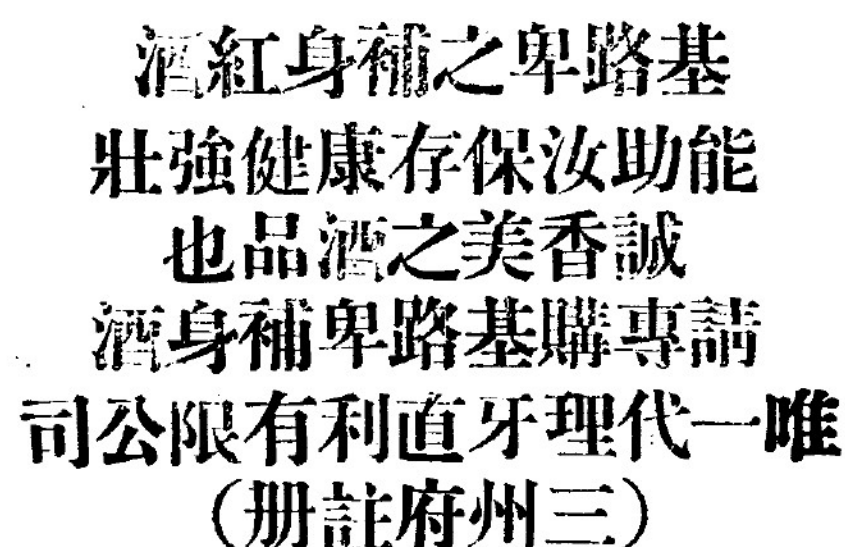 基路卑之補身紅酒
能助汝保存康健強壯
誠香美之酒品也
請專購基路卑補身酒
唯一代理牙直利有限公司
(三州府註册)